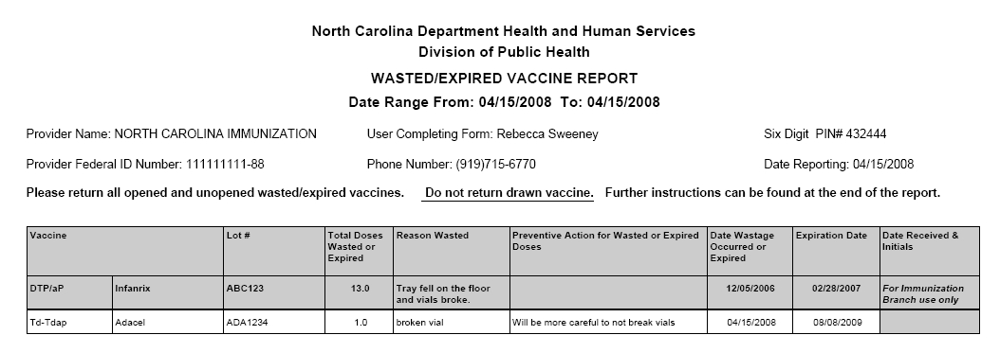 North Carolina Department Health and Human Services
Division of Public Health
WASTED/EXPIRED VACCINE REPORT
Date Range From: 04/15/2008 To: 04/15/2008
Provider Name: NORTH CAROLINA IMMUNIZATION User Completing Form: Rebecca Sweeney Six Digit PIN# 432444
Provider Federal ID Number: 111111111-88 Phone Number: (919)715-6770 Date Reporting: 04/15/2008
Please return all opened and unopened wasted/expired vaccines. Do not return drawn vaccine. Further instructions can be found at the end of the report.
Vaccine Lot # Total Doses Reason Wasted Preventive Action for Wasted or Expired Date Wastage Expiration Date Date Received &
Wasted or Doses Occurred or Initials
Expired Expired
DTP/aP Infanrix ABC123 13.0 Tray fell on the floor 12/05/2006 02/28/2007 For Immunization
and vials broke. Branch use only
Td-Tdap Adacel ADA1234 1.0 broken vial Will be more careful to not break vials 04/15/2008 08/08/2009